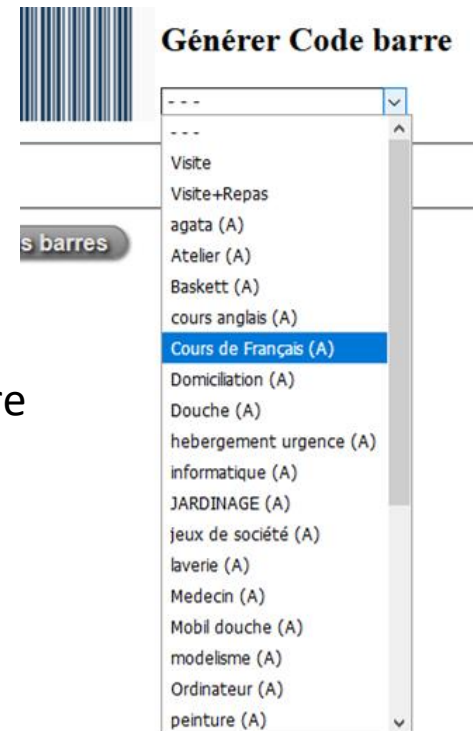 Générer Code barre
- - -
- - -
Visite
Visite+Repas
agata (A)
s barres
Atelier (A)
Baskett (A)
cours anglais (A)
Cours de Français (A)
Domiciliation (A)
re
Douche (A)
hebergement urgence (A)
informatique (A)
JARDINAGE (A)
jeux de société (A)
laverie (A)
Medecin (A)
Mobil douche (A)
modelisme (A)
Ordinateur (A)
peinture (A)